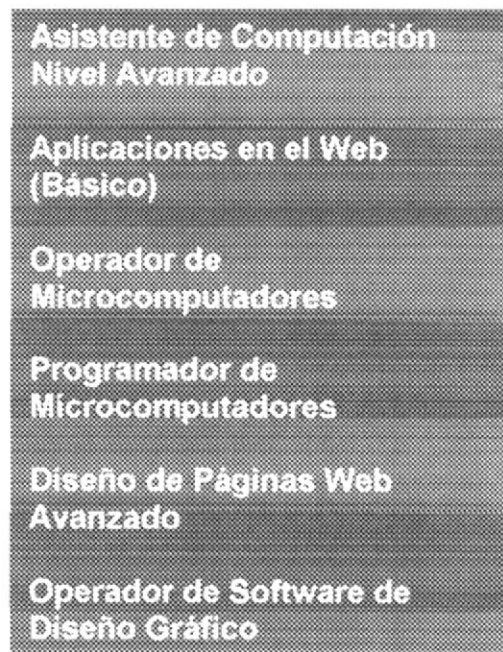 Asistente de Computación
Nivel Avanzado
Aplicaciones en el Web
(Básico)
Operador de
Microcomputadores
Programador de
Microcomputadores
Diseño de Páginas Web
Avanzado
Operador de Software de
Diseño Gráfico